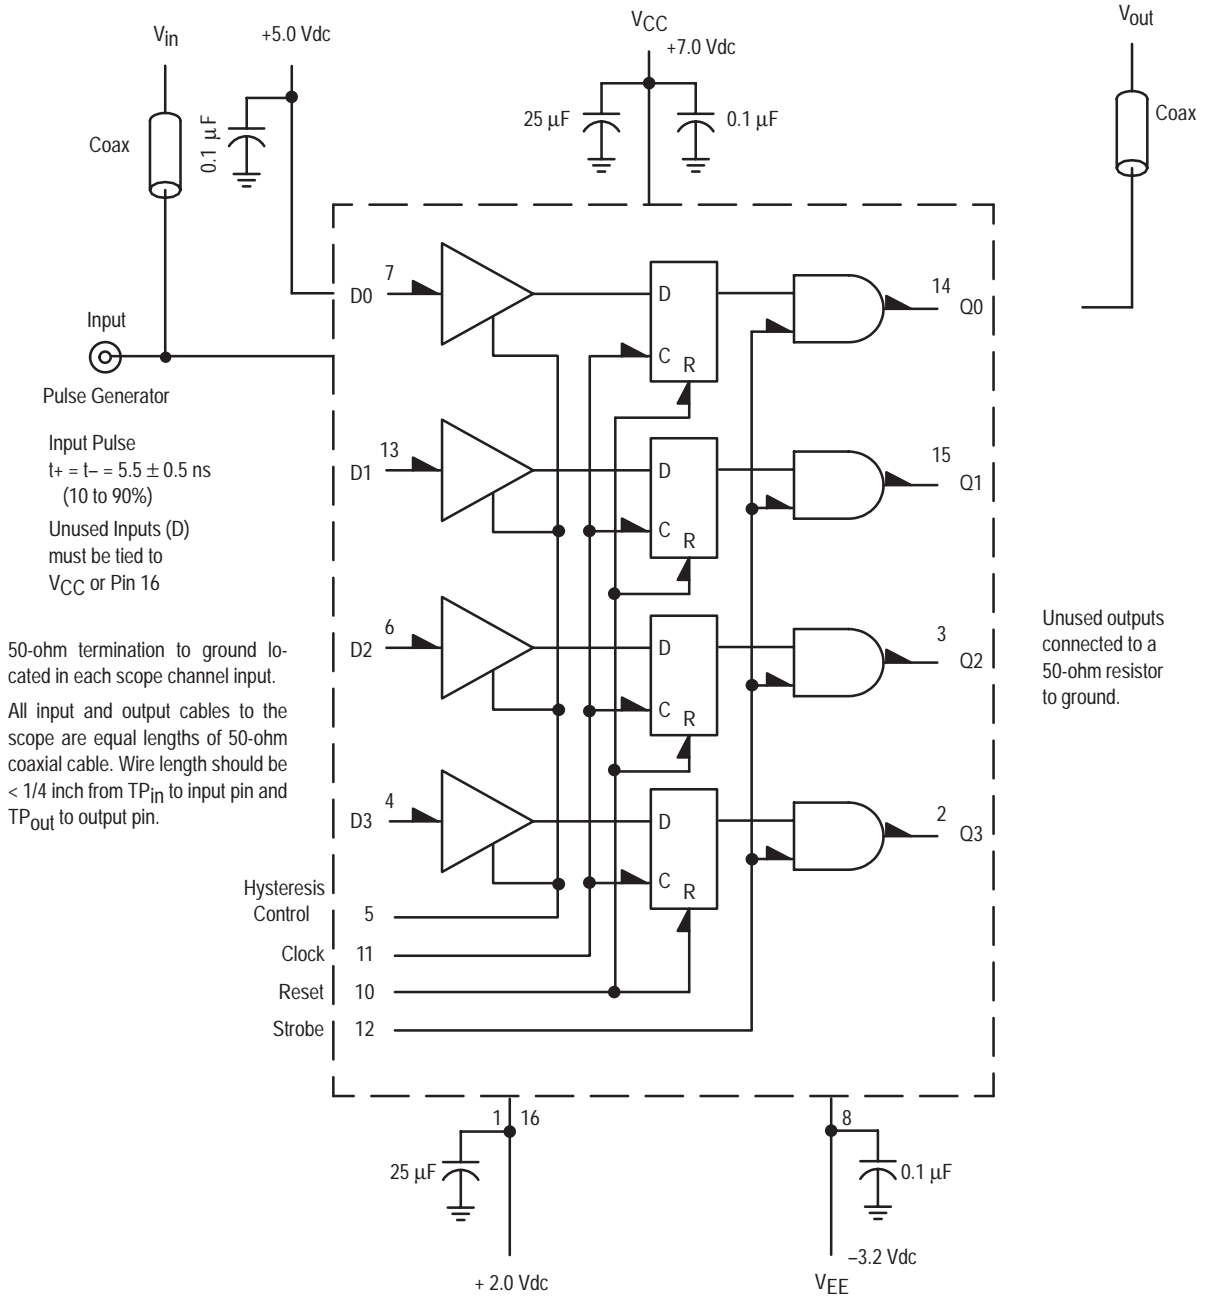 Vin
+5.0 Vdc
VCC
+7.0 Vdc
Vout
Coax
0.1 µF
25 µF
0.1 µF
Coax
D0
7
D
C
R
14
Q0
Input
Pulse Generator
Input Pulse
t+ = t– = 5.5 ± 0.5 ns
(10 to 90%)
Unused Inputs (D)
must be tied to
VCC or Pin 16
D1
13
D
C
R
15
Q1
50-ohm termination to ground lo-
cated in each scope channel input.
All input and output cables to the
scope are equal lengths of 50-ohm
coaxial cable. Wire length should be
< 1/4 inch from TPin to input pin and
TPout to output pin.
D2
6
D
C
R
3
Q2
Unused outputs
connected to a
50-ohm resistor
to ground.
D3
4
D
C
R
2
Q3
Hysteresis
Control 5
Clock 11
Reset 10
Strobe 12
1 16
8
25 µF
0.1 µF
+ 2.0 Vdc
–3.2 Vdc
VEE